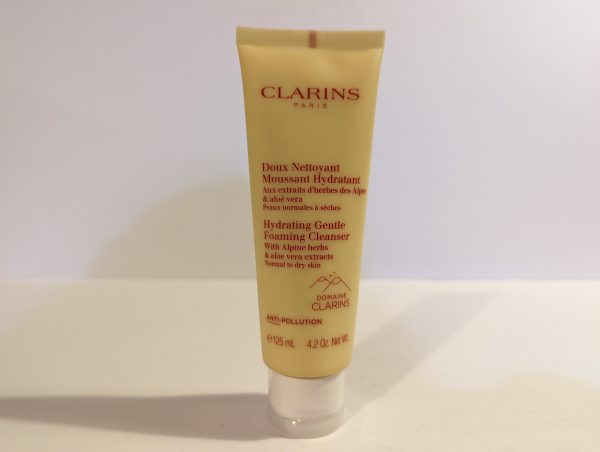 CLARINS
PARIS
Doux Nettoyant
Moussant Hydratant
Aux extraits d'herbes des Alpes
& aloé vera
Peaux normales à sèches
Hydrating Gentle
Foaming Cleanser
With Alpine herbs
& aloe vera extracts
Normal to dry skin
DOMAINE
CLARINS
ANTI-POLLUTION
℮125 mL 4.2 Oz. Net Wt.